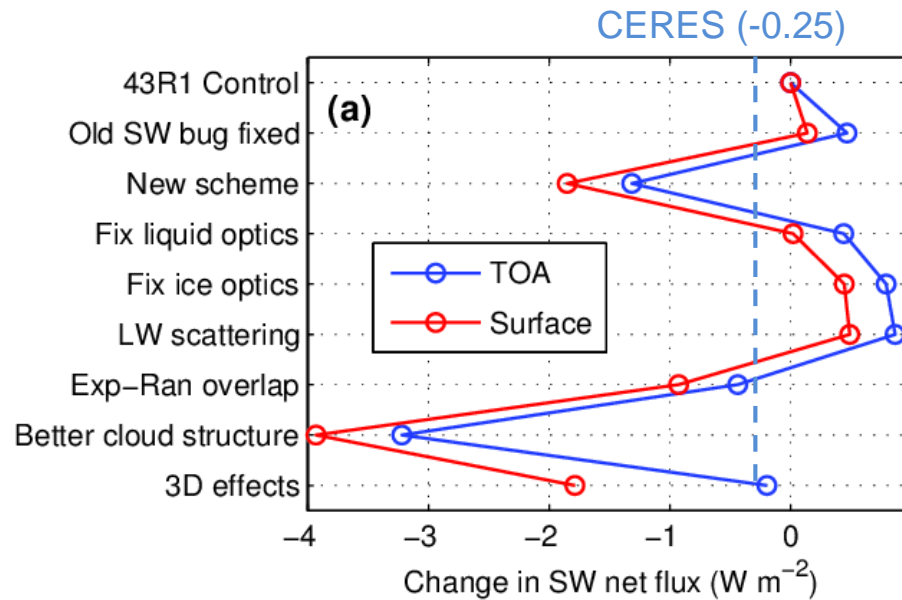 CERES (-0.25)
(a)
43R1 Control
Old SW bug fixed
New scheme
Fix liquid optics
Fix ice optics
LW scattering
Exp−Ran overlap
Better cloud structure
3D effects
TOA
Surface
−4 −3 −2 −1 0
Change in SW net flux (W m⁻²)